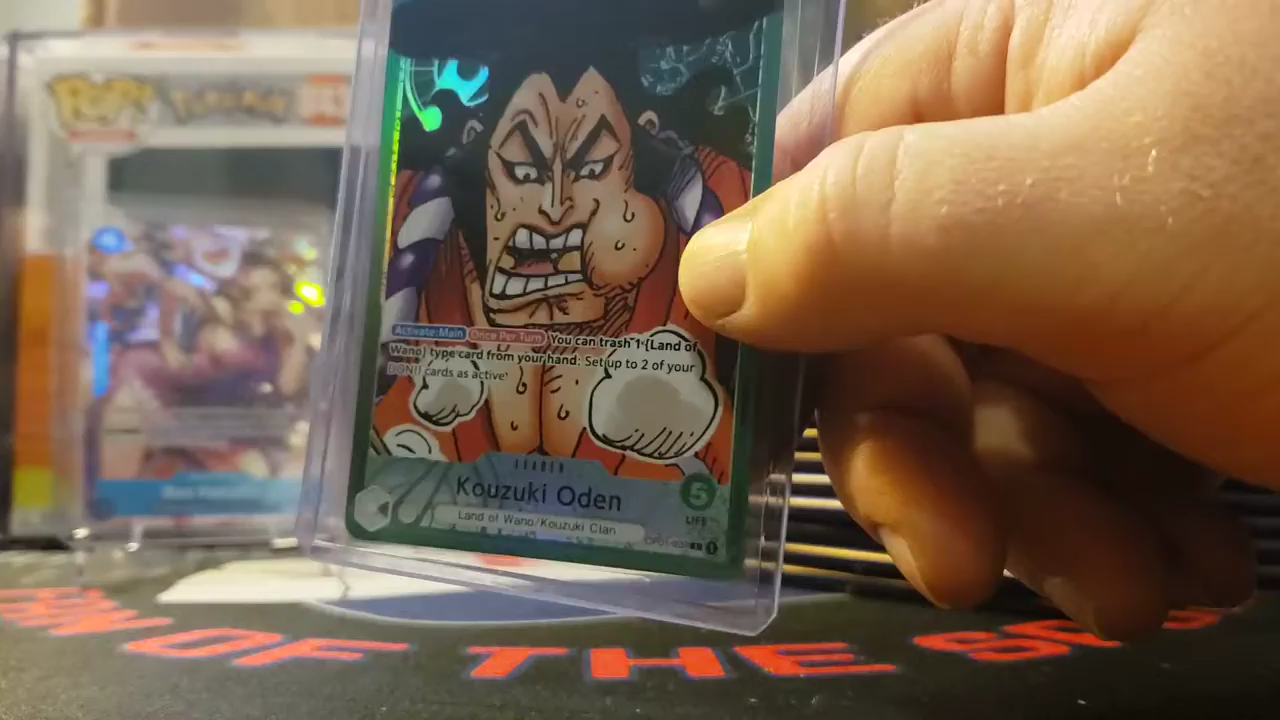 POP!
POKÉMON
Activate:Main Once Per Turn You can trash 1 {Land of
Wano} type card from your hand: Set up to 2 of your
DON!! cards as active.
LEADER
Kouzuki Oden
5
LIFE
Land of Wano/Kouzuki Clan
OF THE